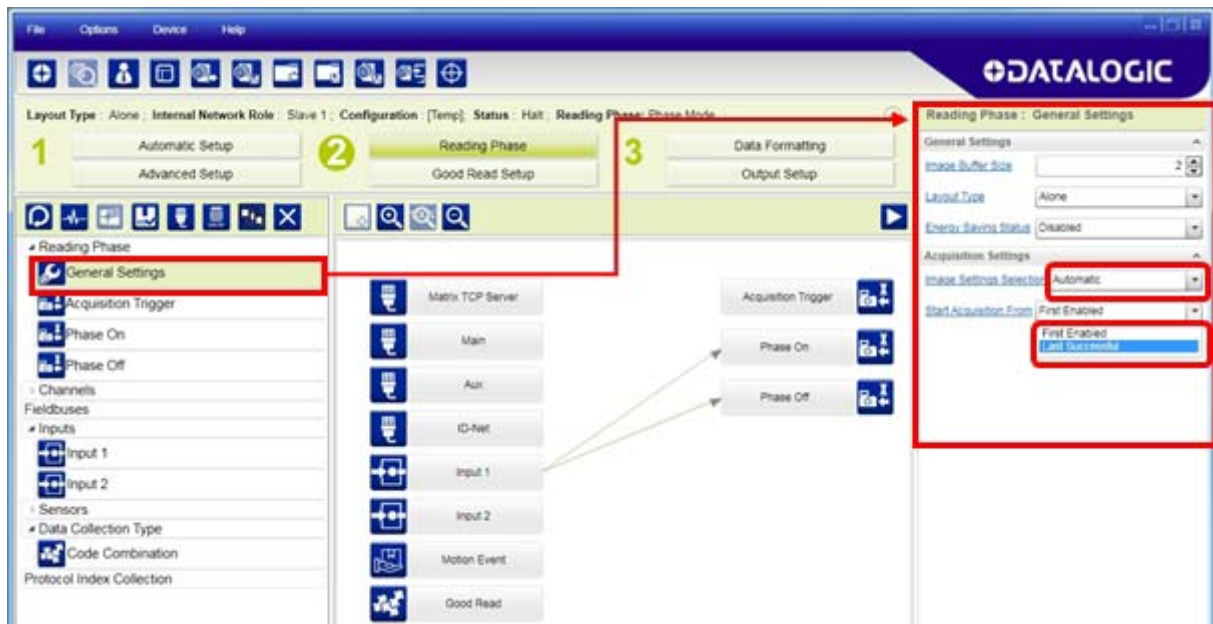 File Options Device Help
DATALOGIC
Layout Type : Alone ; Internal Network Role : Slave 1 ; Configuration : [Temp]; Status : Halt ; Reading Phase: Phase Mode
1
Automatic Setup
Advanced Setup
2
Reading Phase
Good Read Setup
3
Data Formatting
Output Setup
Reading Phase
General Settings
Acquisition Trigger
Phase On
Phase Off
Channels
Fieldbuses
Inputs
Input 1
Input 2
Sensors
Data Collection Type
Code Combination
Protocol Index Collection
Matrix TCP Server
Main
Aux
ID-Net
Input 1
Input 2
Motion Event
Good Read
Acquisition Trigger
Phase On
Phase Off
Reading Phase : General Settings
General Settings
Image Buffer Size 2
Layout Type Alone
Energy Saving Status Disabled
Acquisition Settings
Image Settings Selection Automatic
Start Acquisition From First Enabled
First Enabled
Last Successful